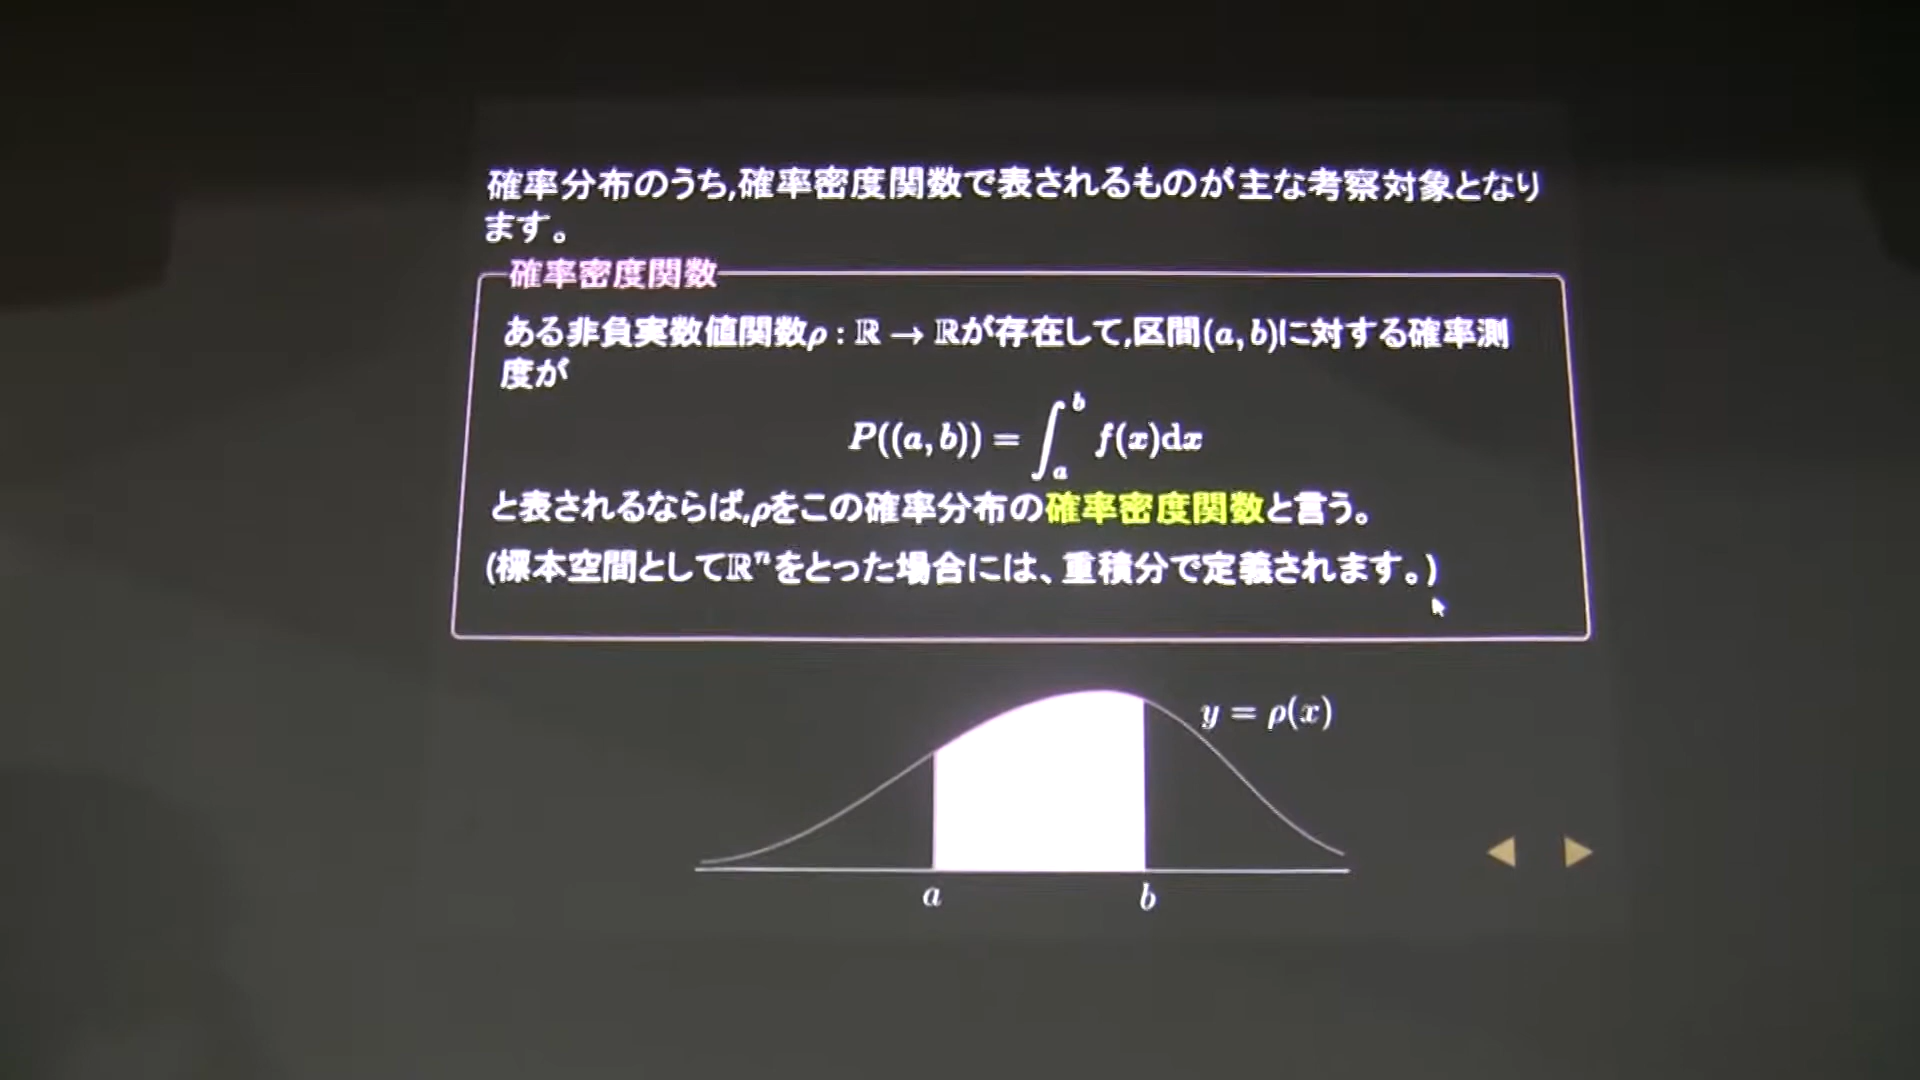 確率分布のうち,確率密度関数で表されるものが主な考察対象となり
ます。
確率密度関数
ある非負実数値関数ρ : ℝ → ℝが存在して,区間(a, b)に対する確率測
度が
P((a, b)) = ∫_a^b f(x)dx
と表されるならば,ρをこの確率分布の確率密度関数と言う。
(標本空間としてℝⁿをとった場合には、重積分で定義されます。)
y = ρ(x)
a
b